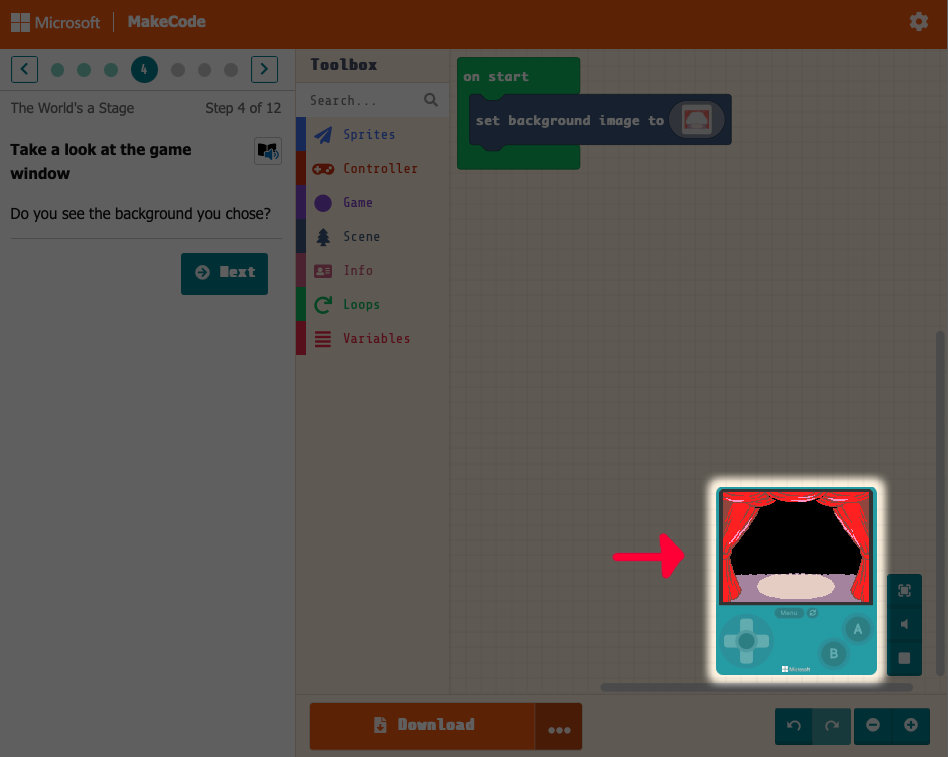 Microsoft MakeCode
4
The World's a Stage Step 4 of 12
Take a look at the game
window
Do you see the background you chose?
Next
Toolbox
Search...
Sprites
Controller
Game
Scene
Info
Loops
Variables
on start
set background image to
Menu
A
B
Microsoft
Download